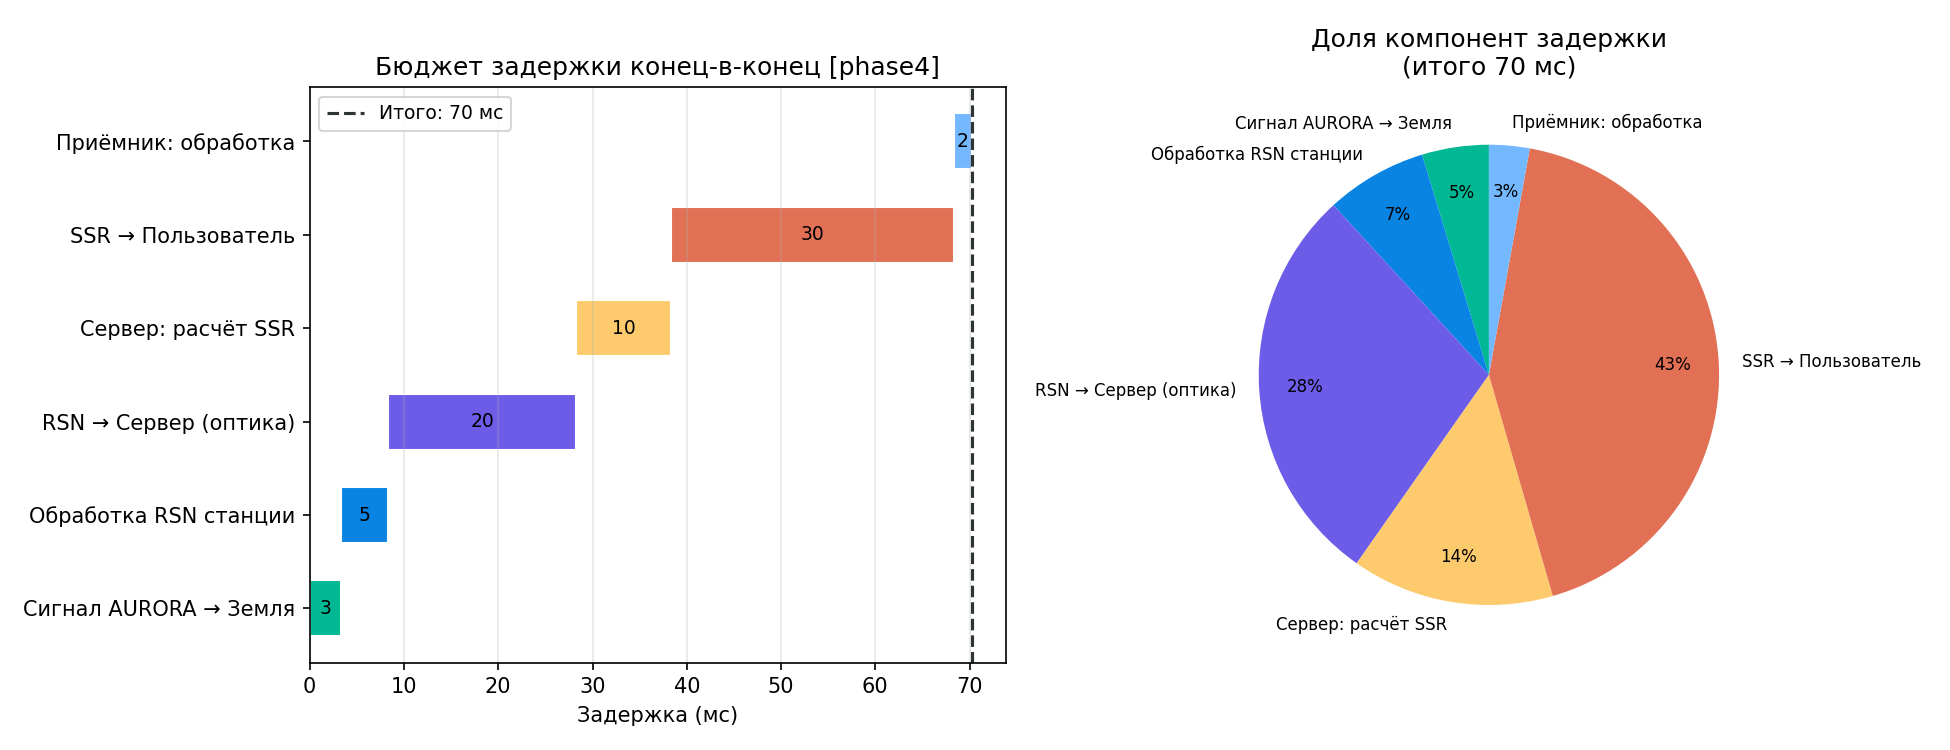 Бюджет задержки конец-в-конец [phase4]
Итого: 70 мс
Приёмник: обработка
2
SSR → Пользователь
30
Сервер: расчёт SSR
10
RSN → Сервер (оптика)
20
Обработка RSN станции
5
Сигнал AURORA → Земля
3
0 10 20 30 40 50 60 70
Задержка (мс)
Доля компонент задержки
(итого 70 мс)
Сигнал AURORA → Земля
5%
Обработка RSN станции
7%
RSN → Сервер (оптика)
28%
Сервер: расчёт SSR
14%
SSR → Пользователь
43%
Приёмник: обработка
3%